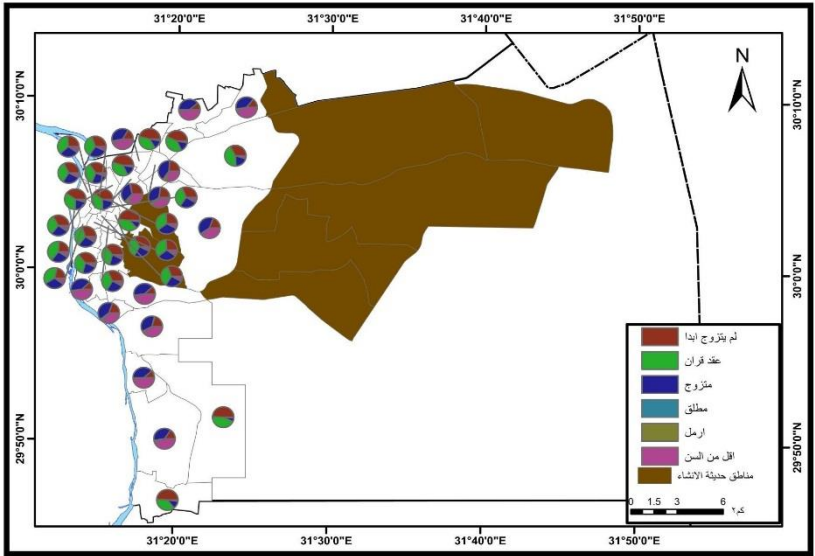 31°20'0"E 31°30'0"E 31°40'0"E 31°50'0"E
N
30°10'0"N 30°01'0"N
30°0'0"N 30°0'0"N
29°50'0"N 29°50'0"N
لم يتزوج ابدا
عقد قران
متزوج
مطلق
ارمل
اقل من السن
مناطق حديثة الانشاء
0 1.5 3 6
كم٢
31°20'0"E 31°30'0"E 31°40'0"E 31°50'0"E